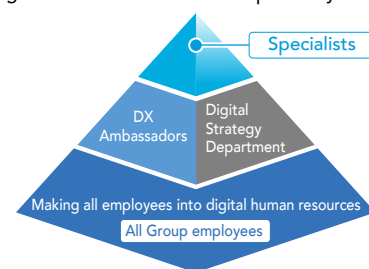 Specialists
DX
Ambassadors
Digital
Strategy
Department
Making all employees into digital human resources
All Group employees